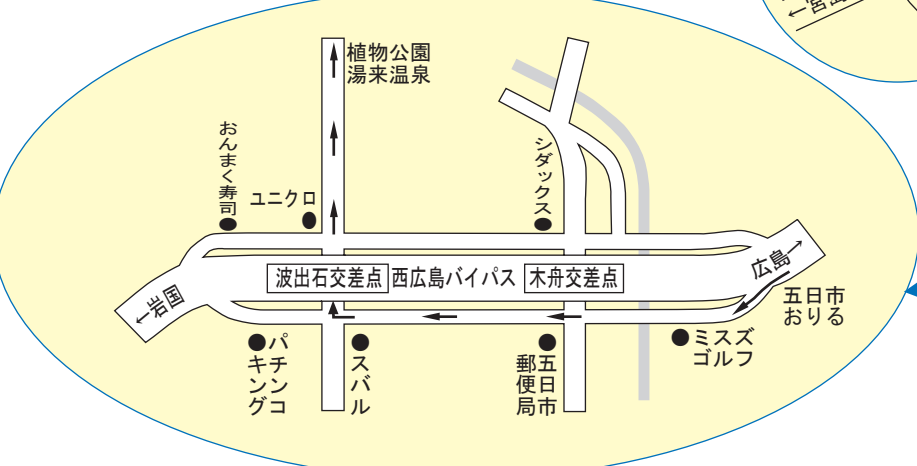 ←宮島
植物公園
湯来温泉
おんまく寿司
ユニクロ
シダックス
波出石交差点
西広島バイパス
木舟交差点
広島→
←岩国
五日市
おりる
パチンコ
キング
スバル
五日市
郵便局
ミスズ
ゴルフ